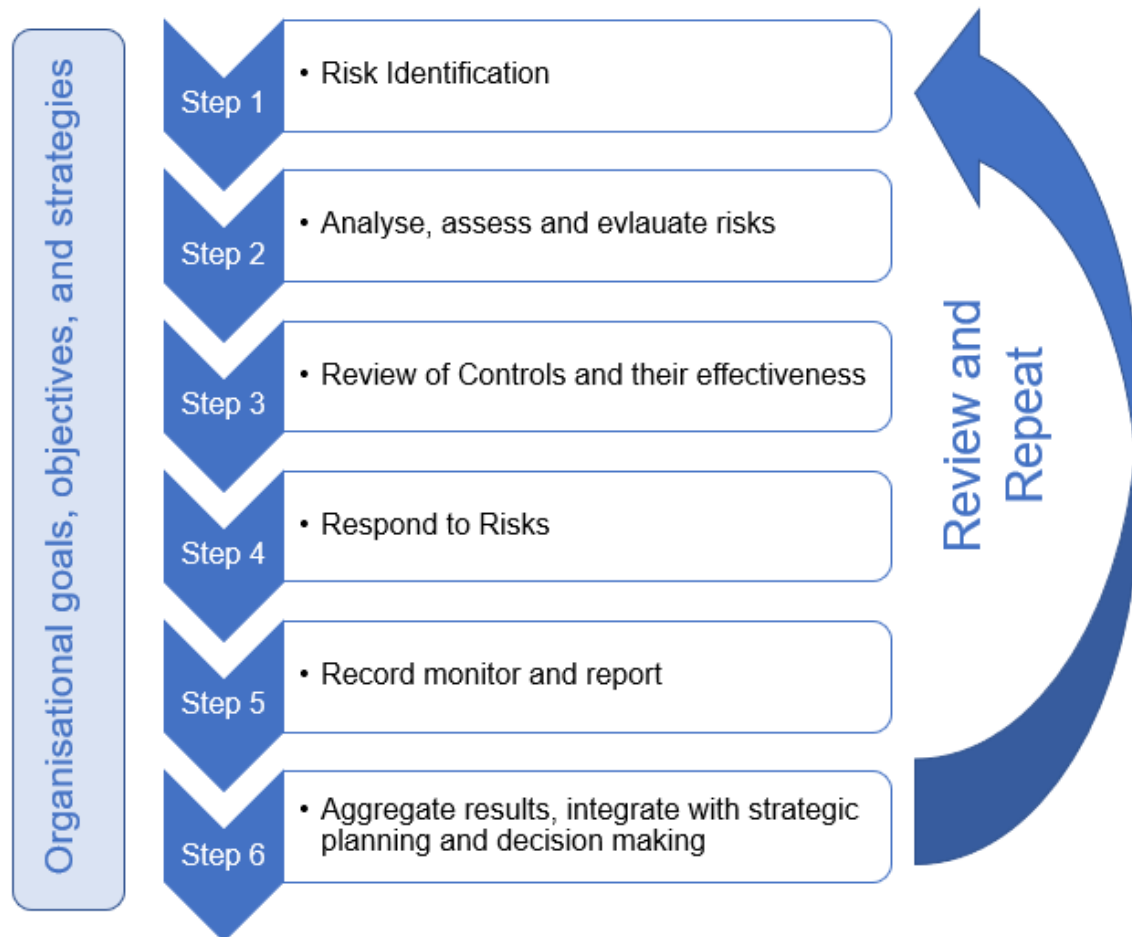 Organisational goals, objectives, and strategies
Step 1
• Risk Identification
Step 2
• Analyse, assess and evlauate risks
Step 3
• Review of Controls and their effectiveness
Step 4
• Respond to Risks
Step 5
• Record monitor and report
Step 6
• Aggregate results, integrate with strategic
planning and decision making
Review and
Repeat